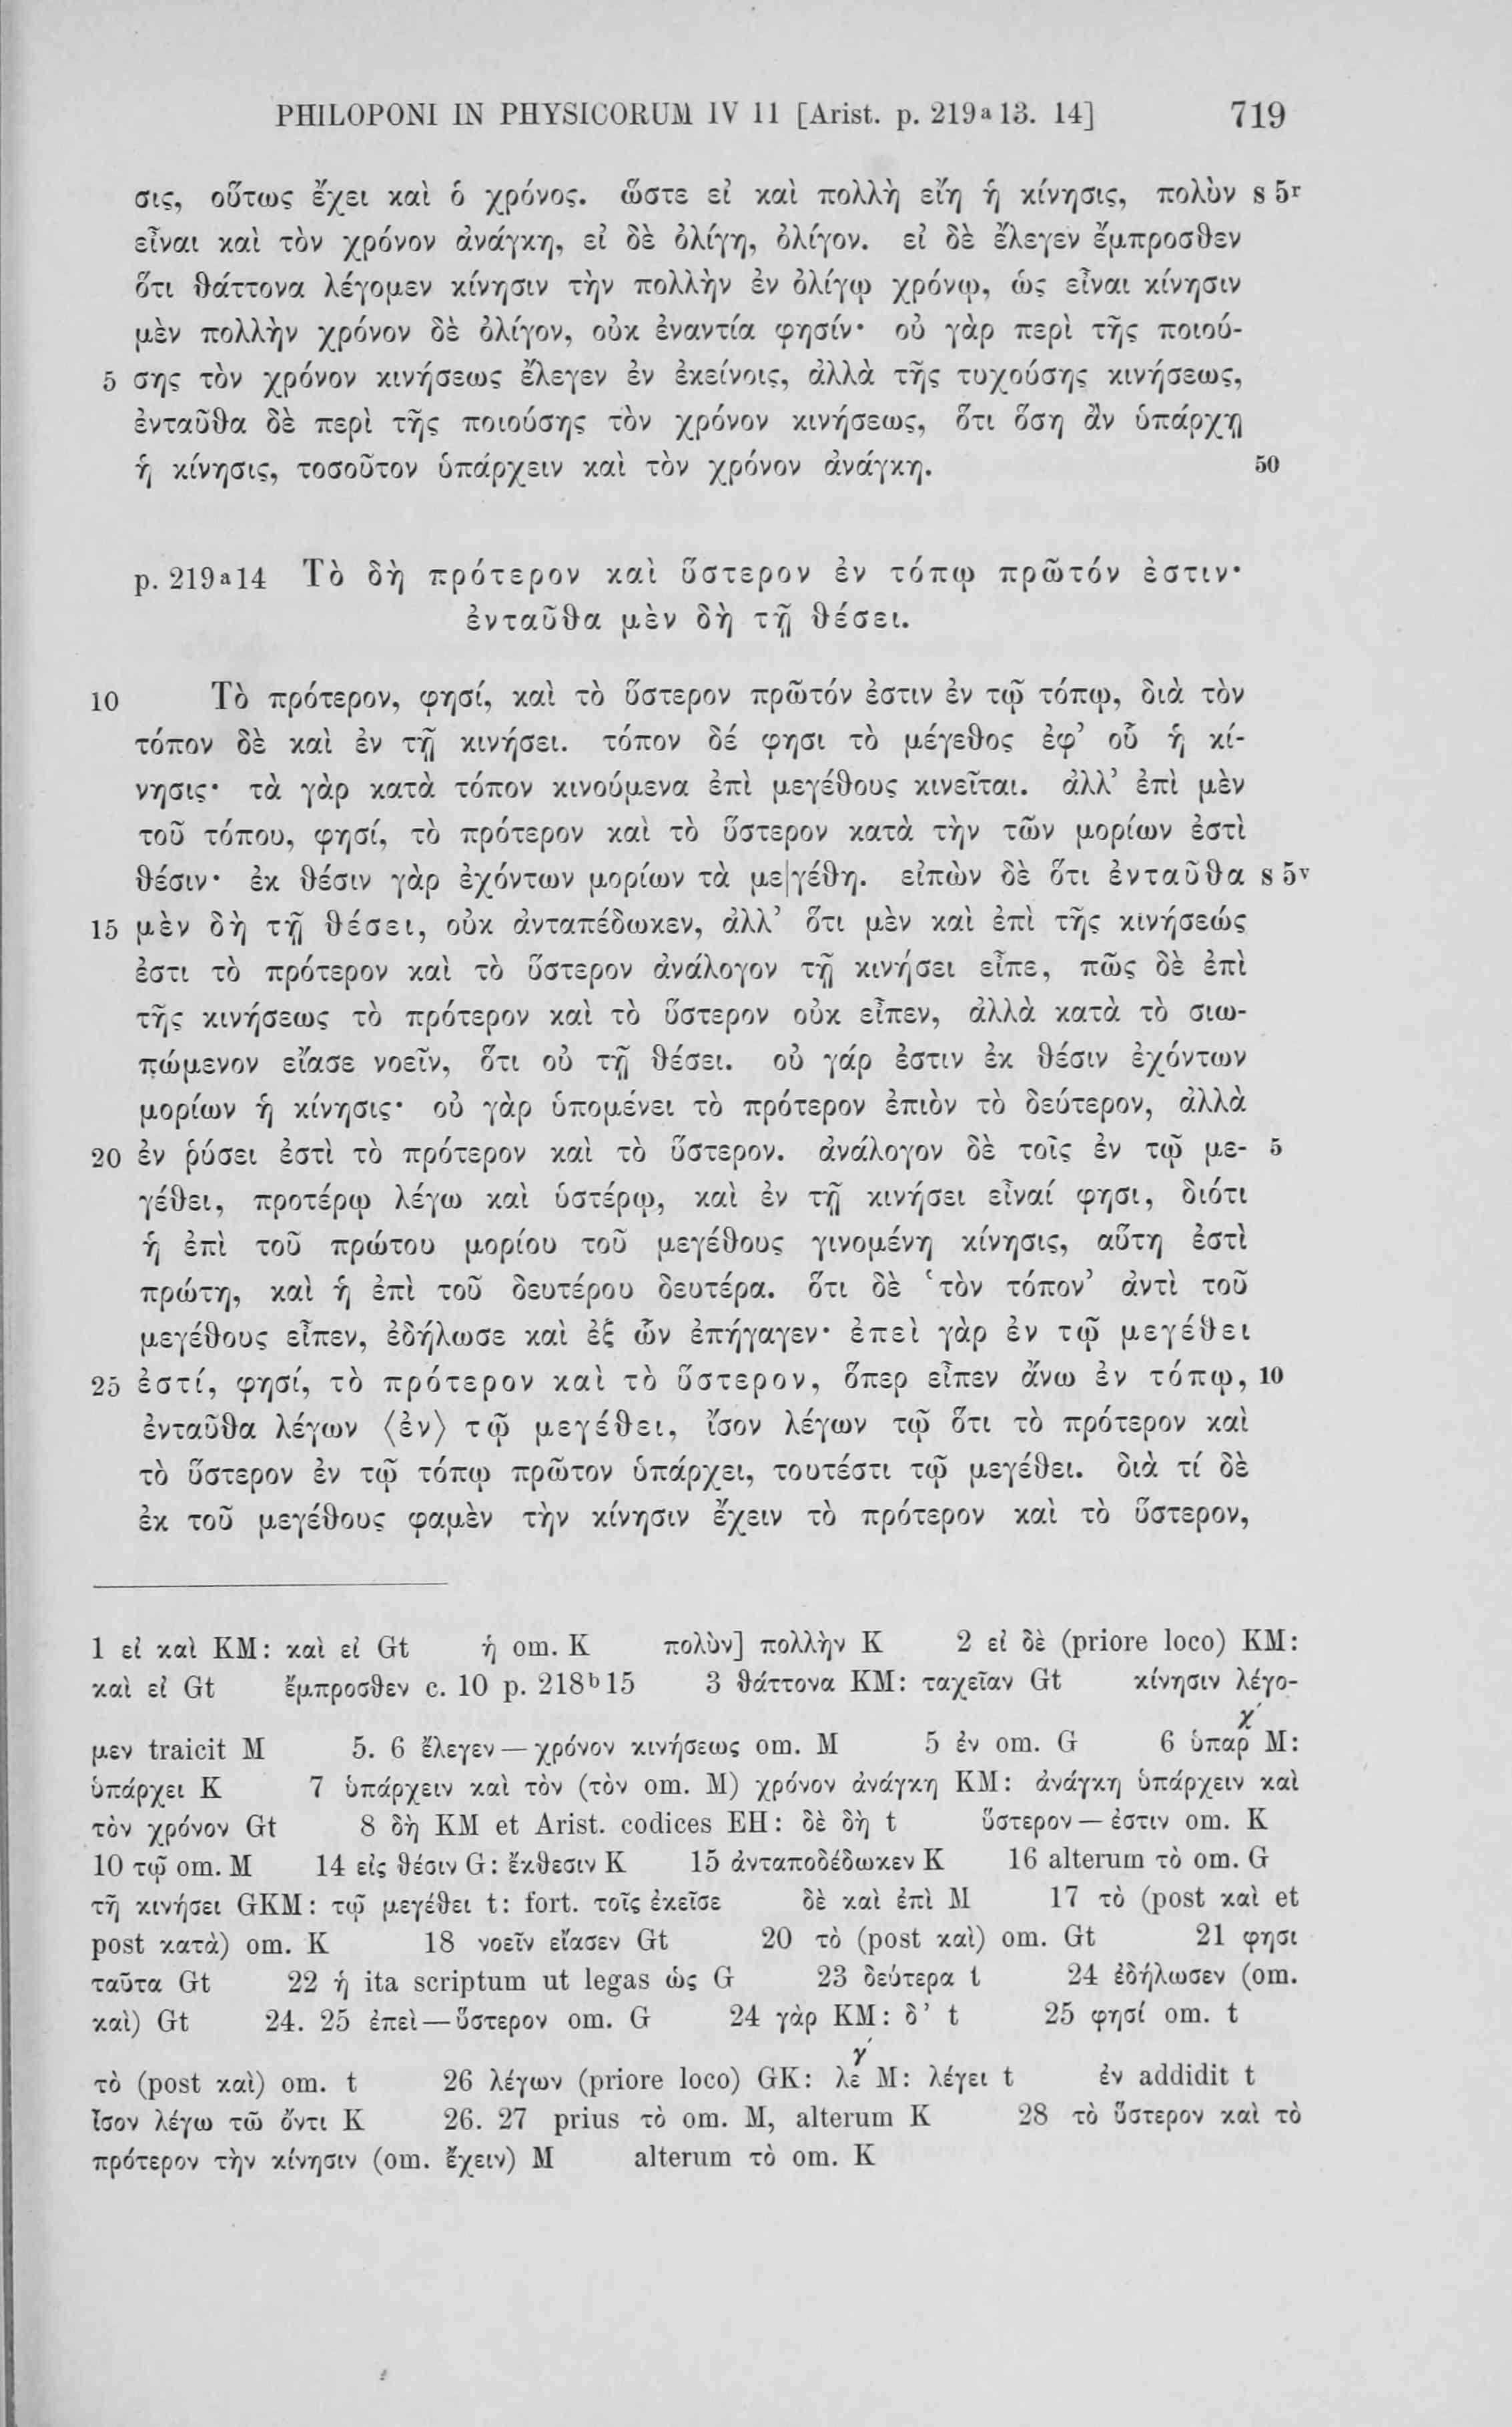 PHILOPONI IN PHYSICORUM IV 11 [Arist. p. 219a13. 14] 719
σις, οὕτως ἔχει καὶ ὁ χρόνος. ὥστε εἰ καὶ πολλὴ εἴη ἡ κίνησις, πολὺν s 5r
εἶναι καὶ τὸν χρόνον ἀνάγκη, εἰ δὲ ὀλίγη, ὀλίγον. εἰ δὲ ἔλεγεν ἔμπροσθεν
ὅτι θάττονα λέγομεν κίνησιν τὴν πολλὴν ἐν ὀλίγῳ χρόνῳ, ὡς εἶναι κίνησιν
μὲν πολλὴν χρόνον δὲ ὀλίγον, οὐκ ἐναντία φησίν· οὐ γὰρ περὶ τῆς ποιού-
5 σης τὸν χρόνον κινήσεως ἔλεγεν ἐν ἐκείνοις, ἀλλὰ τῆς τυχούσης κινήσεως,
ἐνταῦθα δὲ περὶ τῆς ποιούσης τὸν χρόνον κινήσεως, ὅτι ὅση ἂν ὑπάρχῃ
ἡ κίνησις, τοσοῦτον ὑπάρχειν καὶ τὸν χρόνον ἀνάγκη. 50
p. 219a14 Τὸ δὴ πρότερον καὶ ὕστερον ἐν τόπῳ πρῶτόν ἐστιν·
ἐνταῦθα μὲν δὴ τῇ θέσει.
10 Τὸ πρότερον, φησί, καὶ τὸ ὕστερον πρῶτόν ἐστιν ἐν τῷ τόπῳ, διὰ τὸν
τόπον δὲ καὶ ἐν τῇ κινήσει. τόπον δέ φησι τὸ μέγεθος ἐφ’ οὗ ἡ κί-
νησις· τὰ γὰρ κατὰ τόπον κινούμενα ἐπὶ μεγέθους κινεῖται. ἀλλ’ ἐπὶ μὲν
τοῦ τόπου, φησί, τὸ πρότερον καὶ τὸ ὕστερον κατὰ τὴν τῶν μορίων ἐστὶ
θέσιν· ἐκ θέσιν γὰρ ἐχόντων μορίων τὰ με|γέθη. εἰπὼν δὲ ὅτι ἐνταῦθα s 5v
15 μὲν δὴ τῇ θέσει, οὐκ ἀνταπέδωκεν, ἀλλ’ ὅτι μὲν καὶ ἐπὶ τῆς κινήσεώς
ἐστι τὸ πρότερον καὶ τὸ ὕστερον ἀνάλογον τῇ κινήσει εἶπε, πῶς δὲ ἐπὶ
τῆς κινήσεως τὸ πρότερον καὶ τὸ ὕστερον οὐκ εἶπεν, ἀλλὰ κατὰ τὸ σιω-
πώμενον εἴασε νοεῖν, ὅτι οὐ τῇ θέσει. οὐ γάρ ἐστιν ἐκ θέσιν ἐχόντων
μορίων ἡ κίνησις· οὐ γὰρ ὑπομένει τὸ πρότερον ἐπιὸν τὸ δεύτερον, ἀλλὰ
20 ἐν ῥύσει ἐστὶ τὸ πρότερον καὶ τὸ ὕστερον. ἀνάλογον δὲ τοῖς ἐν τῷ με- 5
γέθει, προτέρῳ λέγω καὶ ὑστέρῳ, καὶ ἐν τῇ κινήσει εἶναί φησι, διότι
ἡ ἐπὶ τοῦ πρώτου μορίου τοῦ μεγέθους γινομένη κίνησις, αὕτη ἐστὶ
πρώτη, καὶ ἡ ἐπὶ τοῦ δευτέρου δευτέρα. ὅτι δὲ ‘τὸν τόπον’ ἀντὶ τοῦ
μεγέθους εἶπεν, ἐδήλωσε καὶ ἐξ ὧν ἐπήγαγεν· ἐπεὶ γὰρ ἐν τῷ μεγέθει
25 ἐστί, φησί, τὸ πρότερον καὶ τὸ ὕστερον, ὅπερ εἶπεν ἄνω ἐν τόπῳ, 10
ἐνταῦθα λέγων ⟨ἐν⟩ τῷ μεγέθει, ἴσον λέγων τῷ ὅτι τὸ πρότερον καὶ
τὸ ὕστερον ἐν τῷ τόπῳ πρῶτον ὑπάρχει, τουτέστι τῷ μεγέθει. διὰ τί δὲ
ἐκ τοῦ μεγέθους φαμὲν τὴν κίνησιν ἔχειν τὸ πρότερον καὶ τὸ ὕστερον,
1 εἰ καὶ KM: καὶ εἰ Gt ἡ om. K πολὺν] πολλὴν K 2 εἰ δὲ (priore loco) KM:
καὶ εἰ Gt ἔμπροσθεν c. 10 p. 218b15 3 θάττονα KM: ταχεῖαν Gt κίνησιν λέγο-
μεν traicit M 5. 6 ἔλεγεν—χρόνον κινήσεως om. M 5 ἐν om. G 6 ὑπαρχ M:
ὑπάρχει K 7 ὑπάρχειν καὶ τὸν (τὸν om. M) χρόνον ἀνάγκη KM: ἀνάγκη ὑπάρχειν καὶ
τὸν χρόνον Gt 8 δὴ KM et Arist. codices EH: δὲ δὴ t ὕστερον—ἐστιν om. K
10 τῷ om. M 14 εἰς θέσιν G: ἔκθεσιν K 15 ἀνταποδέδωκεν K 16 alterum τὸ om. G
τῇ κινήσει GKM: τῷ μεγέθει t: fort. τοῖς ἐκεῖσε δὲ καὶ ἐπὶ M 17 τὸ (post καὶ et
post κατὰ) om. K 18 νοεῖν εἴασεν Gt 20 τὸ (post καὶ) om. Gt 21 φησι
ταῦτα Gt 22 ἡ ita scriptum ut legas ὡς G 23 δεύτερα t 24 ἐδήλωσεν (om.
καὶ) Gt 24. 25 ἐπεὶ—ὕστερον om. G 24 γὰρ KM: δ’ t 25 φησί om. t
τὸ (post καὶ) om. t 26 λέγων (priore loco) GK: λεγ M: λέγει t ἐν addidit t
ἴσον λέγω τῶ ὄντι K 26. 27 prius τὸ om. M, alterum K 28 τὸ ὕστερον καὶ τὸ
πρότερον τὴν κίνησιν (om. ἔχειν) M alterum τὸ om. K